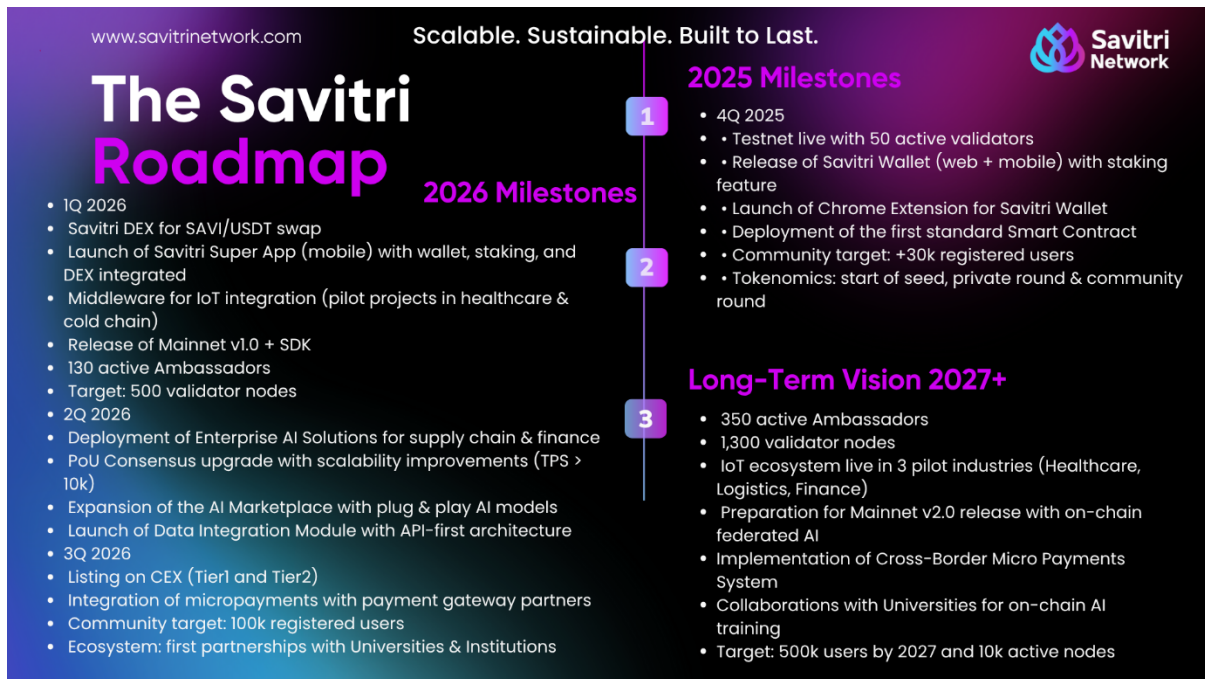 www.savitrinetwork.com
Scalable. Sustainable. Built to Last.
Savitri
Network
The Savitri
Roadmap
1
2025 Milestones
• 4Q 2025
• • Testnet live with 50 active validators
• • Release of Savitri Wallet (web + mobile) with staking
feature
• • Launch of Chrome Extension for Savitri Wallet
• • Deployment of the first standard Smart Contract
• • Community target: +30k registered users
• • Tokenomics: start of seed, private round & community
round
2026 Milestones
2
• 1Q 2026
• Savitri DEX for SAVI/USDT swap
• Launch of Savitri Super App (mobile) with wallet, staking, and
DEX integrated
• Middleware for IoT integration (pilot projects in healthcare &
cold chain)
• Release of Mainnet v1.0 + SDK
• 130 active Ambassadors
• Target: 500 validator nodes
• 2Q 2026
• Deployment of Enterprise AI Solutions for supply chain & finance
• PoU Consensus upgrade with scalability improvements (TPS >
10k)
• Expansion of the AI Marketplace with plug & play AI models
• Launch of Data Integration Module with API-first architecture
• 3Q 2026
• Listing on CEX (Tier1 and Tier2)
• Integration of micropayments with payment gateway partners
• Community target: 100k registered users
• Ecosystem: first partnerships with Universities & Institutions
3
Long-Term Vision 2027+
• 350 active Ambassadors
• 1,300 validator nodes
• IoT ecosystem live in 3 pilot industries (Healthcare,
Logistics, Finance)
• Preparation for Mainnet v2.0 release with on-chain
federated AI
• Implementation of Cross-Border Micro Payments
System
• Collaborations with Universities for on-chain AI
training
• Target: 500k users by 2027 and 10k active nodes